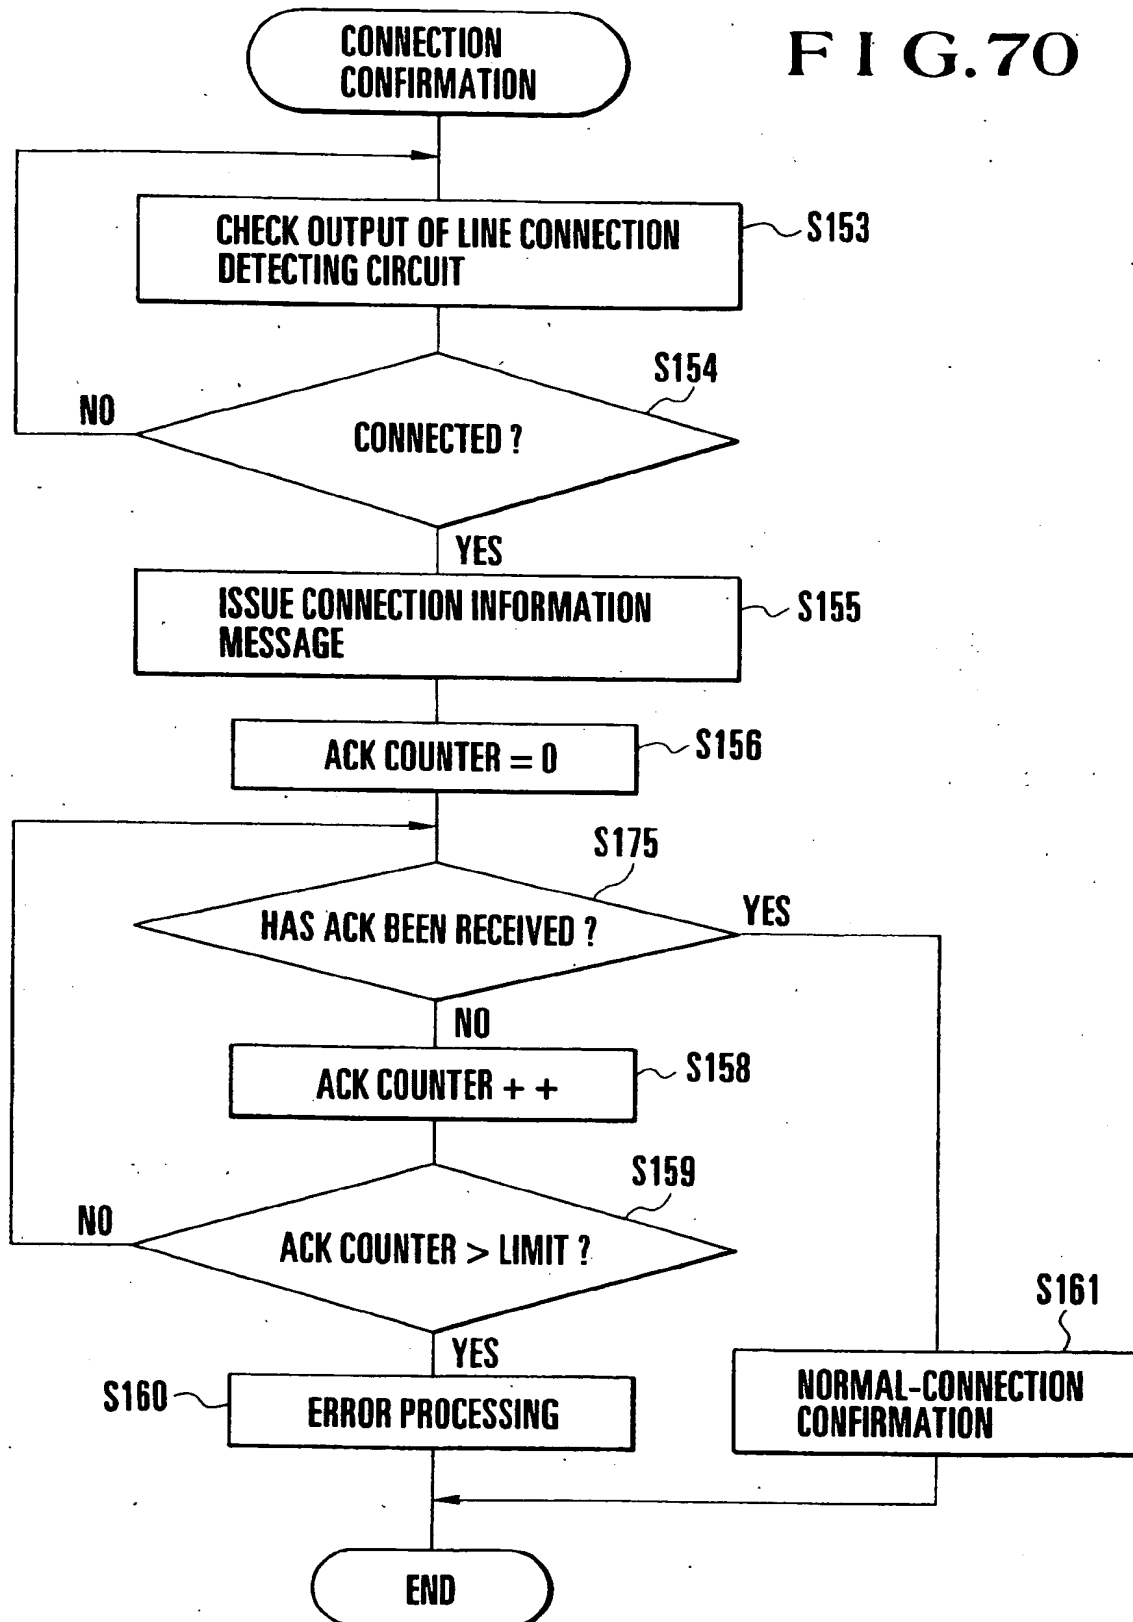 FIG.70
CONNECTION
CONFIRMATION
CHECK OUTPUT OF LINE CONNECTION
DETECTING CIRCUIT
S153
S154
NO
CONNECTED ?
YES
ISSUE CONNECTION INFORMATION
MESSAGE
S155
ACK COUNTER = 0
S156
S175
HAS ACK BEEN RECEIVED ?
YES
NO
ACK COUNTER + +
S158
S159
NO
ACK COUNTER > LIMIT ?
YES
S160
ERROR PROCESSING
S161
NORMAL-CONNECTION
CONFIRMATION
END